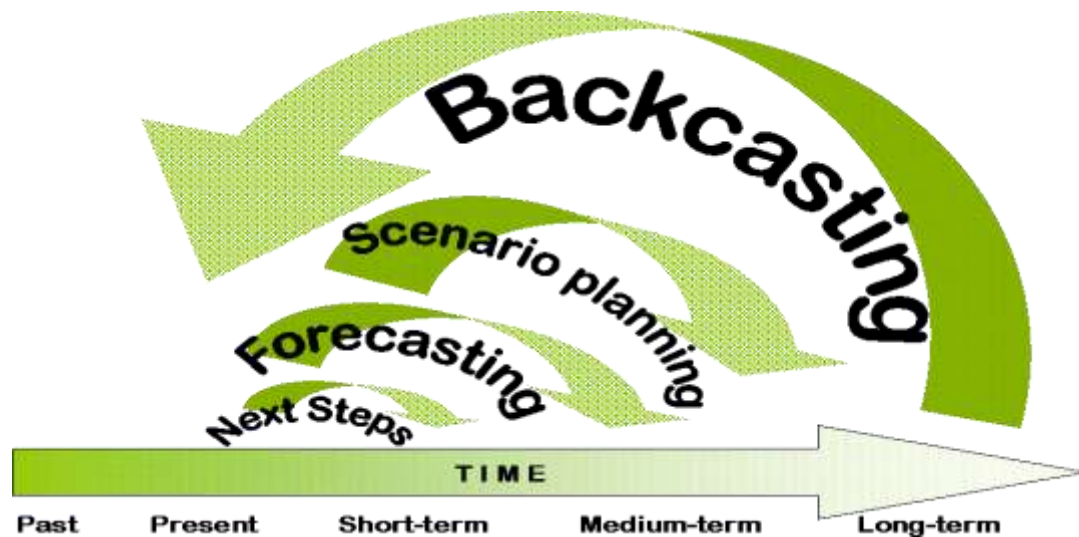 Backcasting
Scenario planning
Forecasting
Next Steps
TIME
Past Present Short-term Medium-term Long-term